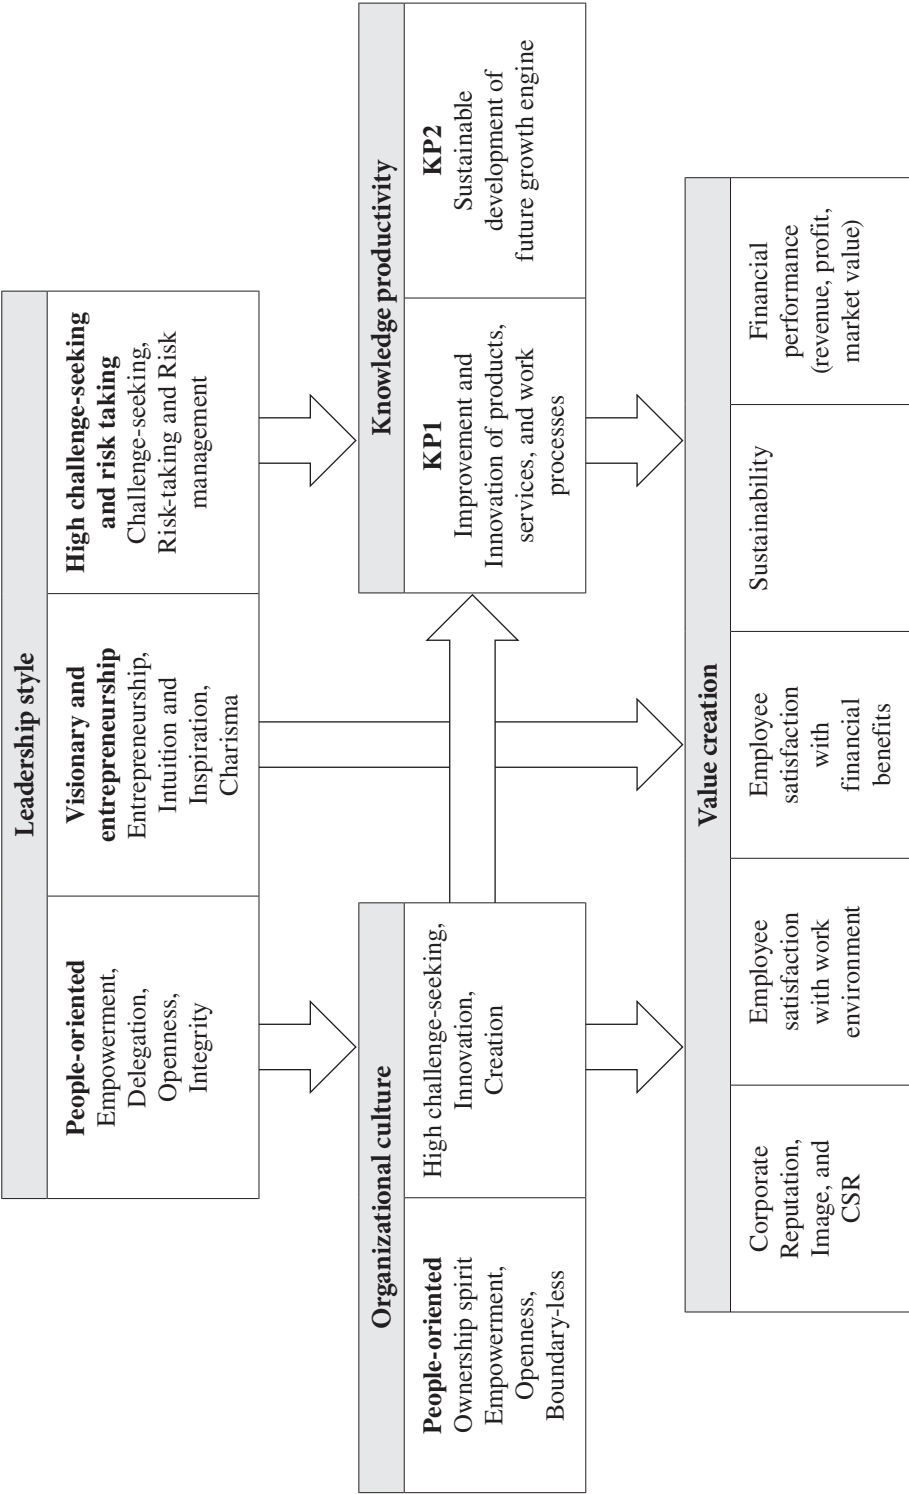 Leadership style
People-oriented
Empowerment,
Delegation,
Openness,
Integrity
Visionary and
entrepreneurship
Entrepreneurship,
Intuition and
Inspiration,
Charisma
High challenge-seeking
and risk taking
Challenge-seeking,
Risk-taking and Risk
management
Organizational culture
People-oriented
Ownership spirit
Empowerment,
Openness,
Boundary-less
High challenge-seeking,
Innovation,
Creation
Knowledge productivity
KP1
Improvement and
Innovation of products,
services, and work
processes
KP2
Sustainable
development of
future growth engine
Value creation
Corporate
Reputation,
Image, and
CSR
Employee
satisfaction
with work
environment
Employee
satisfaction
with
financial
benefits
Sustainability
Financial
performance
(revenue, profit,
market value)